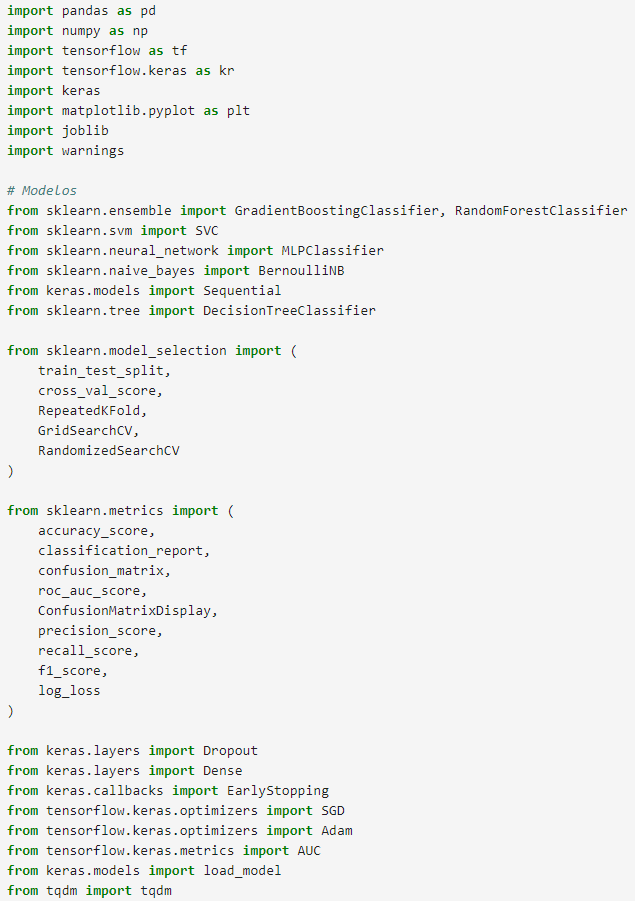 import pandas as pd
import numpy as np
import tensorflow as tf
import tensorflow.keras as kr
import keras
import matplotlib.pyplot as plt
import joblib
import warnings

# Modelos
from sklearn.ensemble import GradientBoostingClassifier, RandomForestClassifier
from sklearn.svm import SVC
from sklearn.neural_network import MLPClassifier
from sklearn.naive_bayes import BernoulliNB
from keras.models import Sequential
from sklearn.tree import DecisionTreeClassifier

from sklearn.model_selection import (
    train_test_split,
    cross_val_score,
    RepeatedKFold,
    GridSearchCV,
    RandomizedSearchCV
)

from sklearn.metrics import (
    accuracy_score,
    classification_report,
    confusion_matrix,
    roc_auc_score,
    ConfusionMatrixDisplay,
    precision_score,
    recall_score,
    f1_score,
    log_loss
)

from keras.layers import Dropout
from keras.layers import Dense
from keras.callbacks import EarlyStopping
from tensorflow.keras.optimizers import SGD
from tensorflow.keras.optimizers import Adam
from tensorflow.keras.metrics import AUC
from keras.models import load_model
from tqdm import tqdm